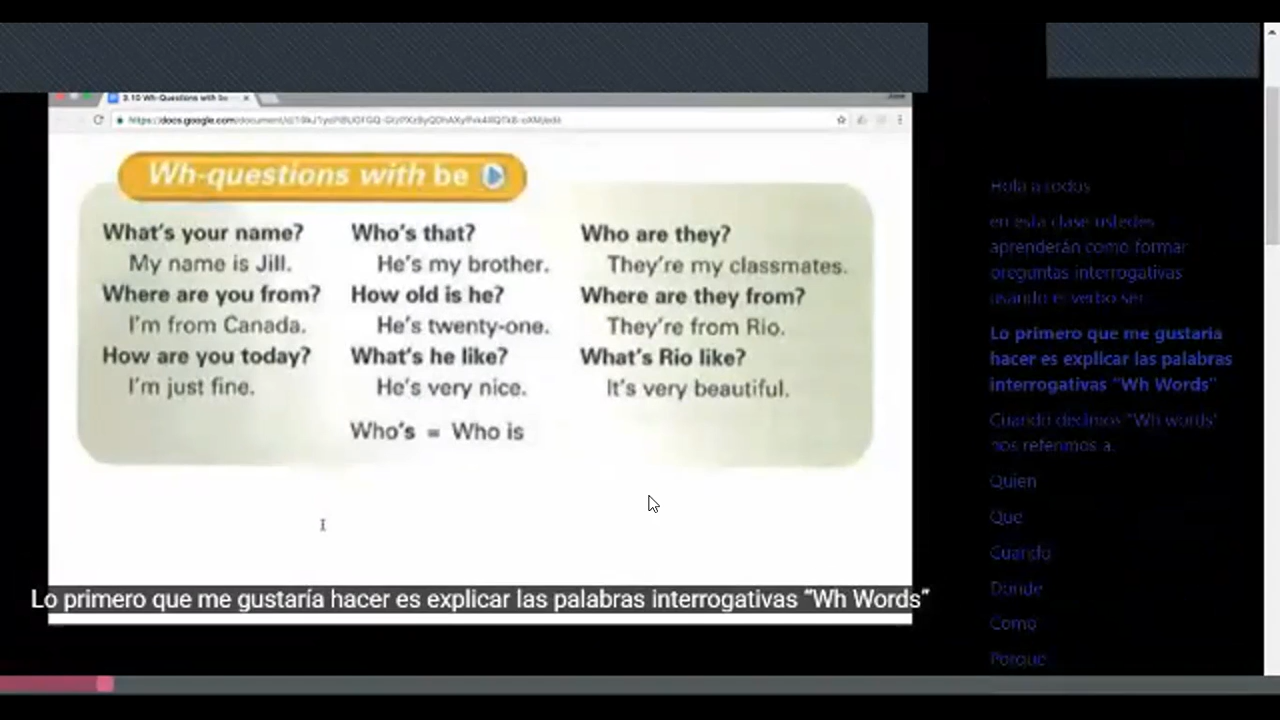 3.10 Wh-Questions with be
Wh-questions with be
What's your name?
My name is Jill.
Where are you from?
I'm from Canada.
How are you today?
I'm just fine.
Who's that?
He's my brother.
How old is he?
He's twenty-one.
What's he like?
He's very nice.
Who's = Who is
Who are they?
They're my classmates.
Where are they from?
They're from Rio.
What's Rio like?
It's very beautiful.
Lo primero que me gustaría hacer es explicar las palabras interrogativas “Wh Words”
Hola a todos
en esta clase ustedes
aprenderán como formar
preguntas interrogativas
usando el verbo ser
Lo primero que me gustaría
hacer es explicar las palabras
interrogativas “Wh Words”
Cuando decimos “Wh words”
nos referimos a.
Quien
Que
Cuando
Donde
Como
Porque